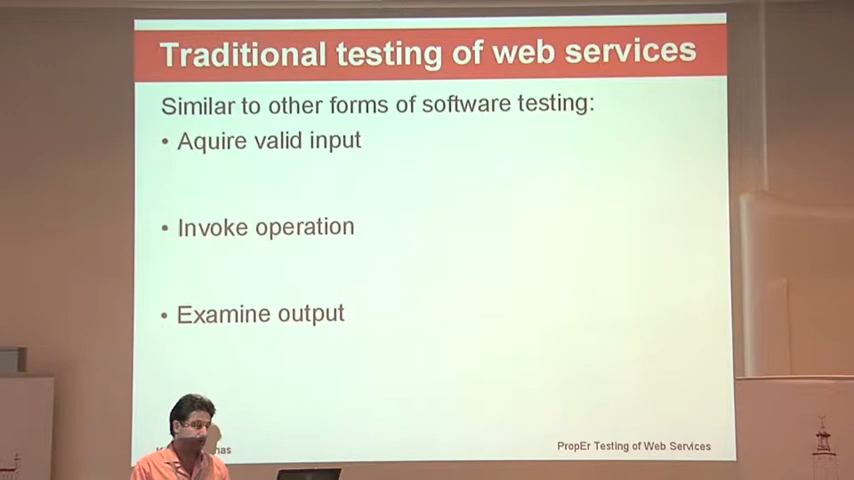 Traditional testing of web services
Similar to other forms of software testing:
• Aquire valid input
• Invoke operation
• Examine output
PropEr Testing of Web Services